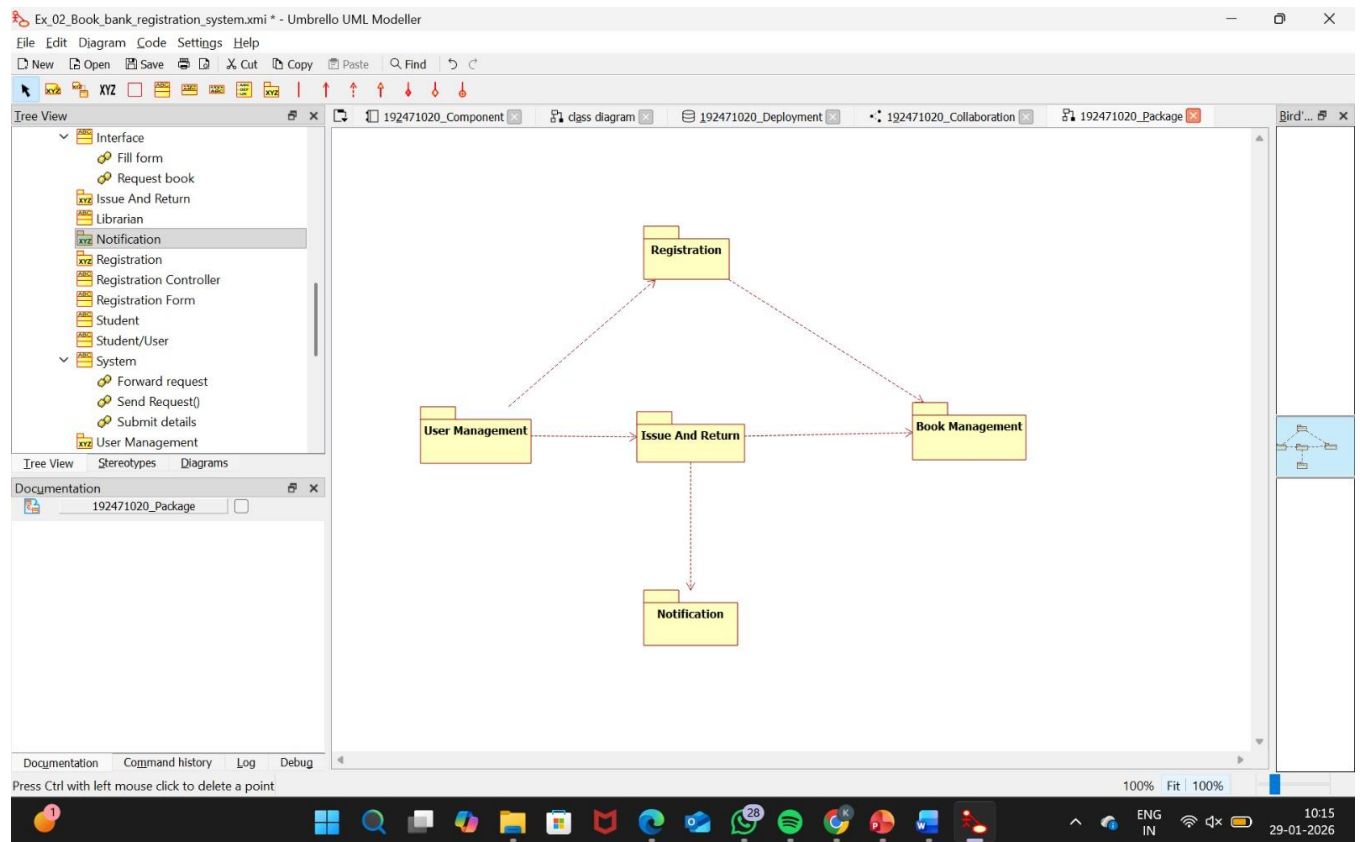 Ex_02_Book_bank_registration_system.xmi * - Umbrello UML Modeller
File Edit Diagram Code Settings Help
New Open Save Cut Copy Paste Find
XYZ
Tree View
192471020_Component class diagram 192471020_Deployment 192471020_Collaboration 192471020_Package
Bird'...
Interface
Fill form
Request book
Issue And Return
Librarian
Notification
Registration
Registration Controller
Registration Form
Student
Student/User
System
Forward request
Send Request()
Submit details
User Management
Tree View Stereotypes Diagrams
Documentation
192471020_Package
Registration
User Management
Issue And Return
Book Management
Notification
Documentation Command history Log Debug
Press Ctrl with left mouse click to delete a point
100% Fit 100%
1
28
ENG
IN
10:15
29-01-2026